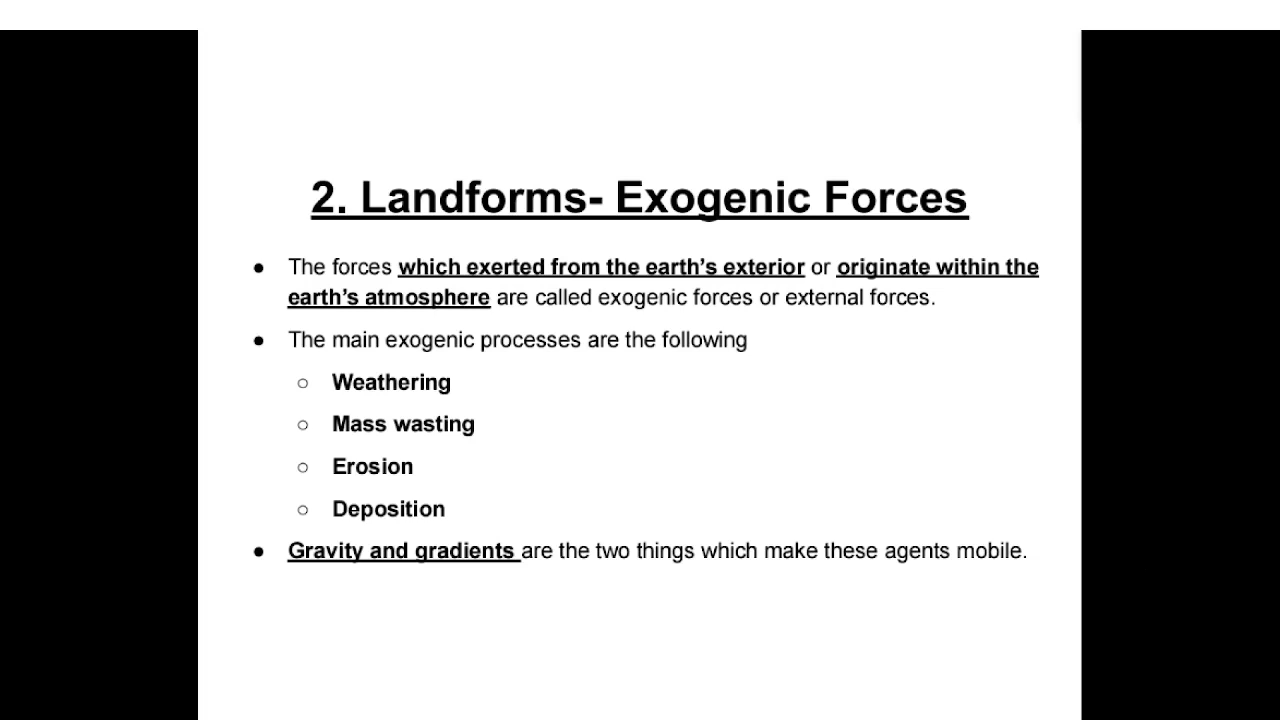 2. Landforms- Exogenic Forces
● The forces which exerted from the earth’s exterior or originate within the
earth’s atmosphere are called exogenic forces or external forces.
● The main exogenic processes are the following
○ Weathering
○ Mass wasting
○ Erosion
○ Deposition
● Gravity and gradients are the two things which make these agents mobile.